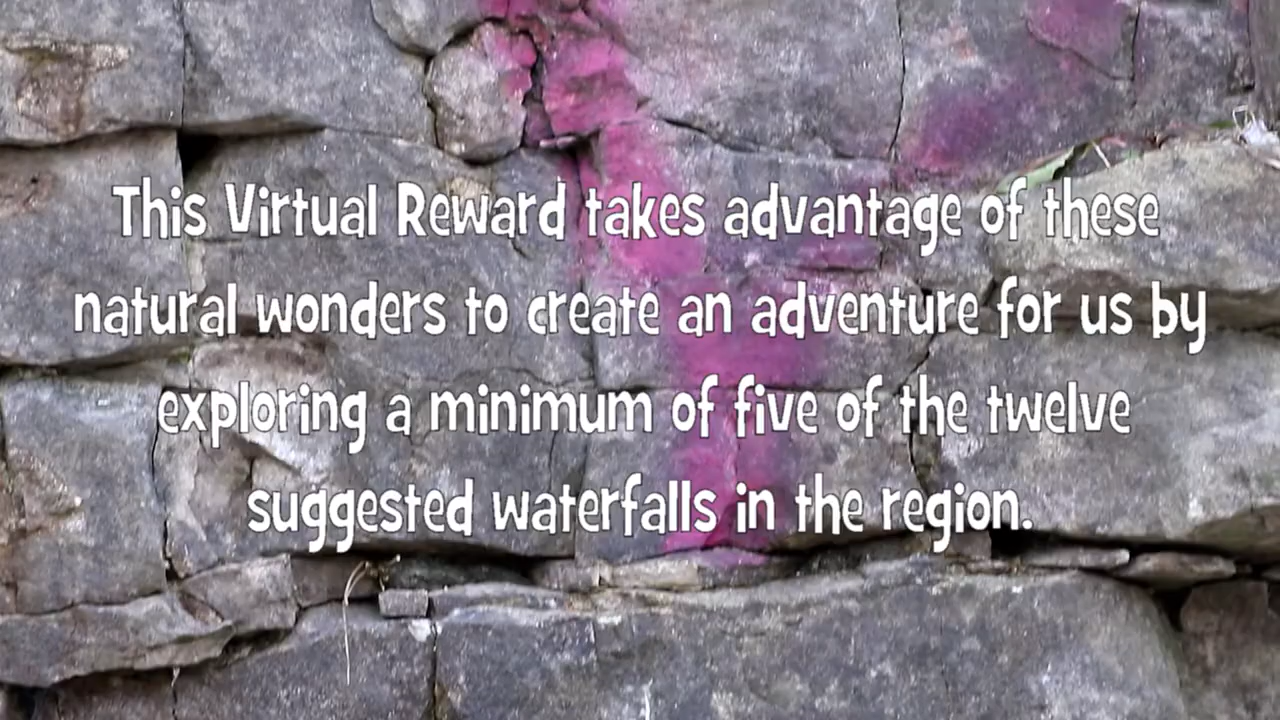 This Virtual Reward takes advantage of these
natural wonders to create an adventure for us by
exploring a minimum of five of the twelve
suggested waterfalls in the region.